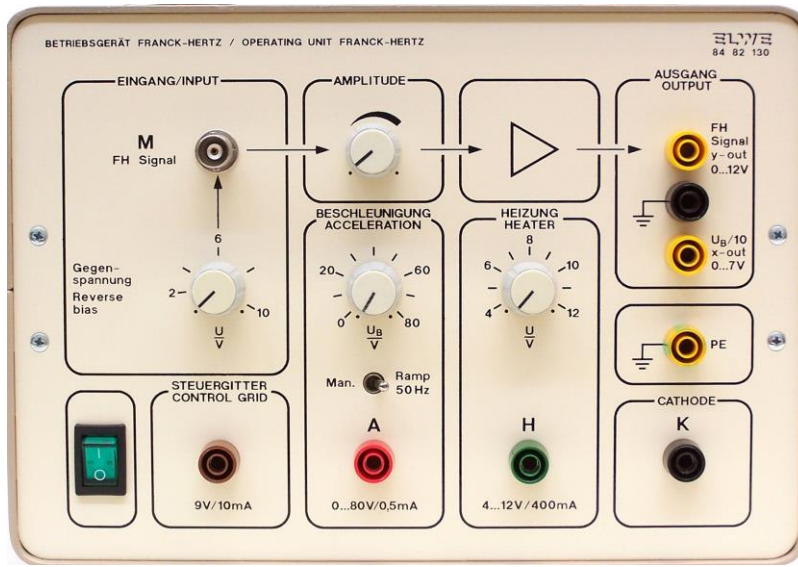 BETRIEBSGERÄT FRANCK-HERTZ / OPERATING UNIT FRANCK-HERTZ
ELWE
84 82 130
EINGANG/INPUT
M
FH Signal
6
2
10
Gegen-
spannung
Reverse
bias
U
V
AMPLITUDE
AUSGANG
OUTPUT
FH
Signal
y-out
0...12V
UB/10
x-out
0...7V
BESCHLEUNIGUNG
ACCELERATION
20
60
0
80
UB
V
Man.
Ramp
50 Hz
A
0...80V/0,5mA
HEIZUNG
HEATER
8
6
10
4
12
U
V
H
4...12V/400mA
PE
STEUERGITTER
CONTROL GRID
9V/10mA
I
O
CATHODE
K